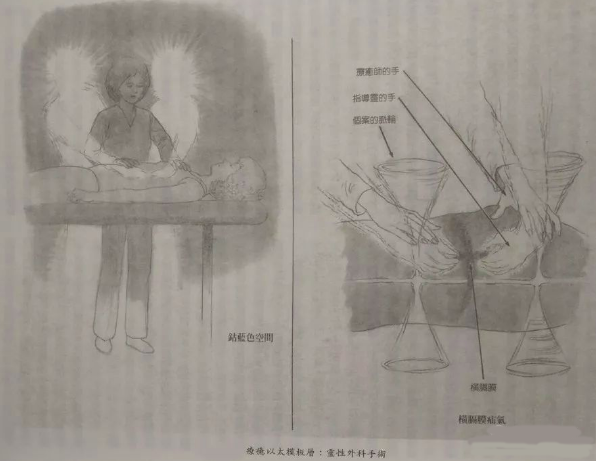 鈷藍色空間
療癒師的手
指導靈的手
個案的脈輪
橫膈膜
橫膈膜疝氣
療癒以太模板層：靈性外科手術